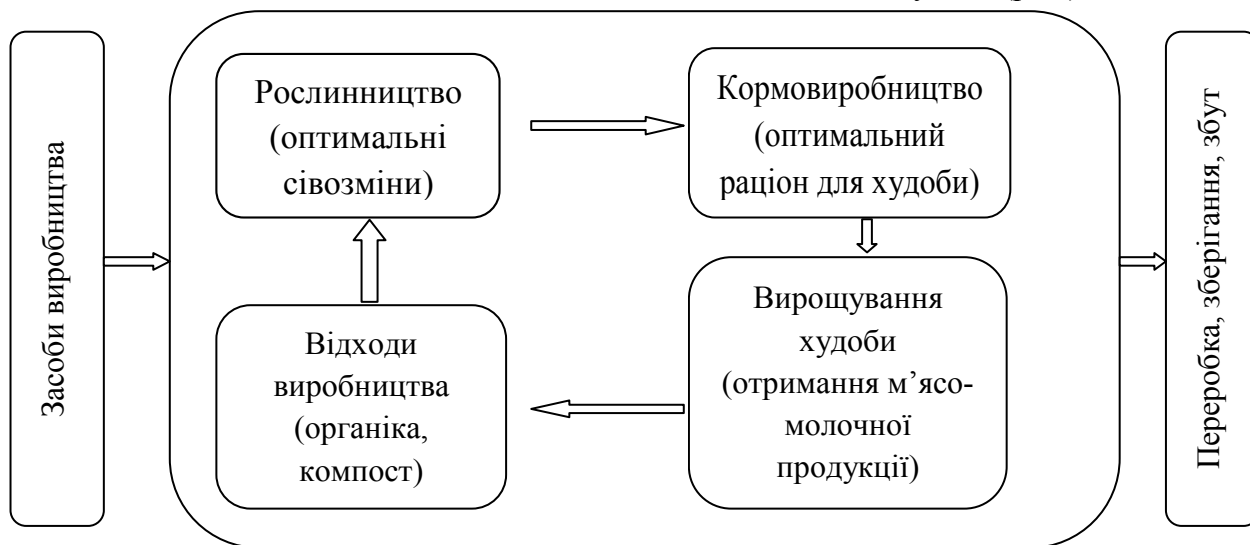 Засоби виробництва
Рослинництво
(оптимальні
сівозміни)
Кормовиробництво
(оптимальний
раціон для худоби)
Відходи
виробництва
(органіка,
компост)
Вирощування
худоби
(отримання м’ясо-
молочної
продукції)
Переробка, зберігання, збут